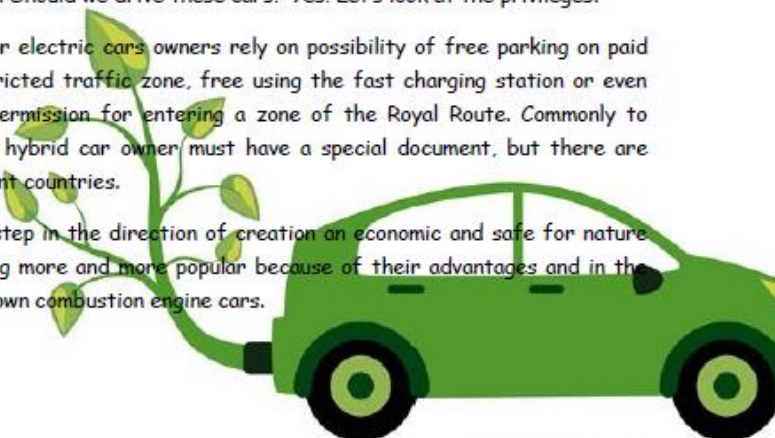 Should we drive these cars? Yes! Let's look at the privileges.
r electric cars owners rely on possibility of free parking on paid
ricted traffic zone, free using the fast charging station or even
ermission for entering a zone of the Royal Route. Commonly to
hybrid car owner must have a special document, but there are
nt countries.
step in the direction of creation an economic and safe for nature
g more and more popular because of their advantages and in the
own combustion engine cars.